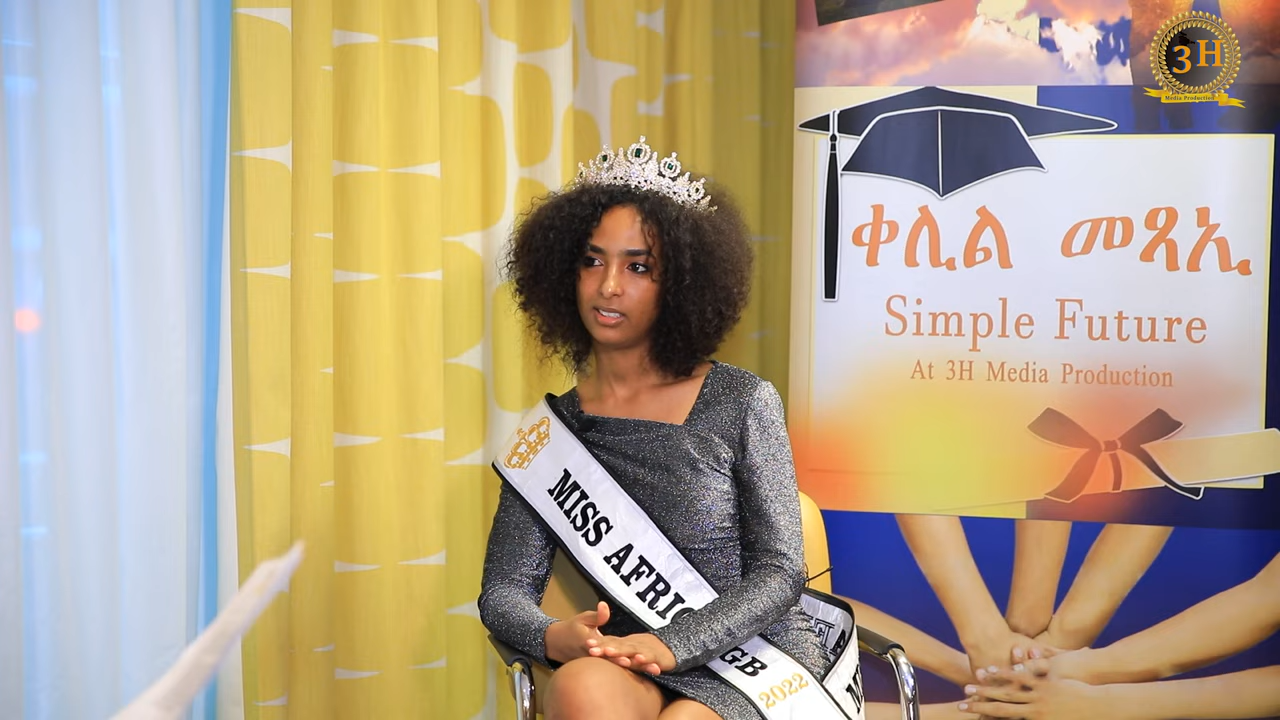 3H
Media Production
ቀሊል መጻኢ
Simple Future
At 3H Media Production
MISS AFRIC
GB
2022